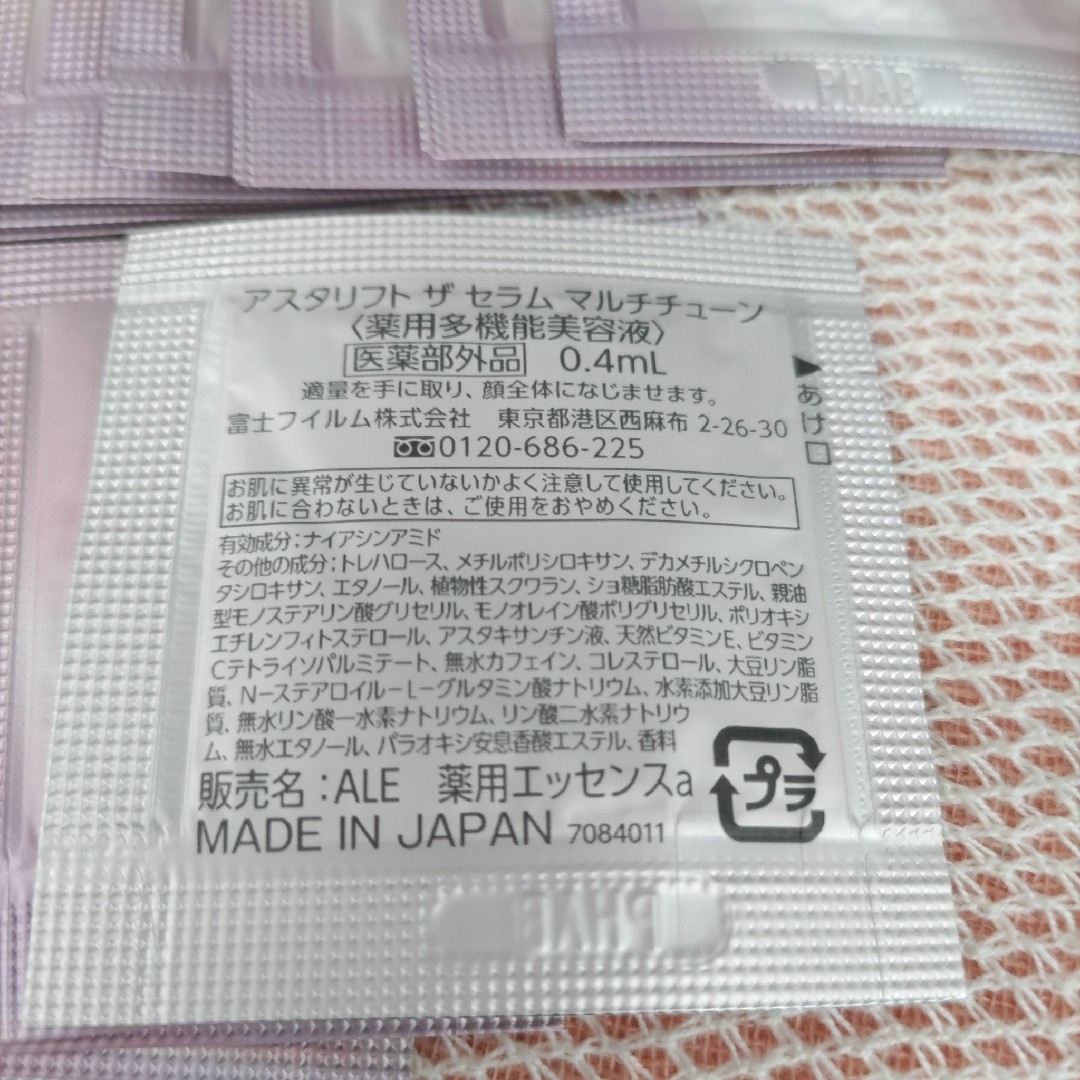 PHAB
アスタリフト ザ セラム マルチチューン
〈薬用多機能美容液〉
医薬部外品 0.4mL
適量を手に取り、顔全体になじませます。
富士フイルム株式会社 東京都港区西麻布 2-26-30
0120-686-225
▶あけ口
お肌に異常が生じていないかよく注意して使用してください。
お肌に合わないときは、ご使用をおやめください。
有効成分：ナイアシンアミド
その他の成分：トレハロース、メチルポリシロキサン、デカメチルシクロペン
タシロキサン、エタノール、植物性スクワラン、ショ糖脂肪酸エステル、親油
型モノステアリン酸グリセリル、モノオレイン酸ポリグリセリル、ポリオキシ
エチレンフィトステロール、アスタキサンチン液、天然ビタミンE、ビタミン
Cテトライソパルミテート、無水カフェイン、コレステロール、大豆リン脂
質、N－ステアロイル－L－グルタミン酸ナトリウム、水素添加大豆リン脂
質、無水リン酸一水素ナトリウム、リン酸二水素ナトリウ
ム、無水エタノール、パラオキシ安息香酸エステル、香料
販売名：ALE 薬用エッセンスa
プラ
MADE IN JAPAN 7084011
PHAB